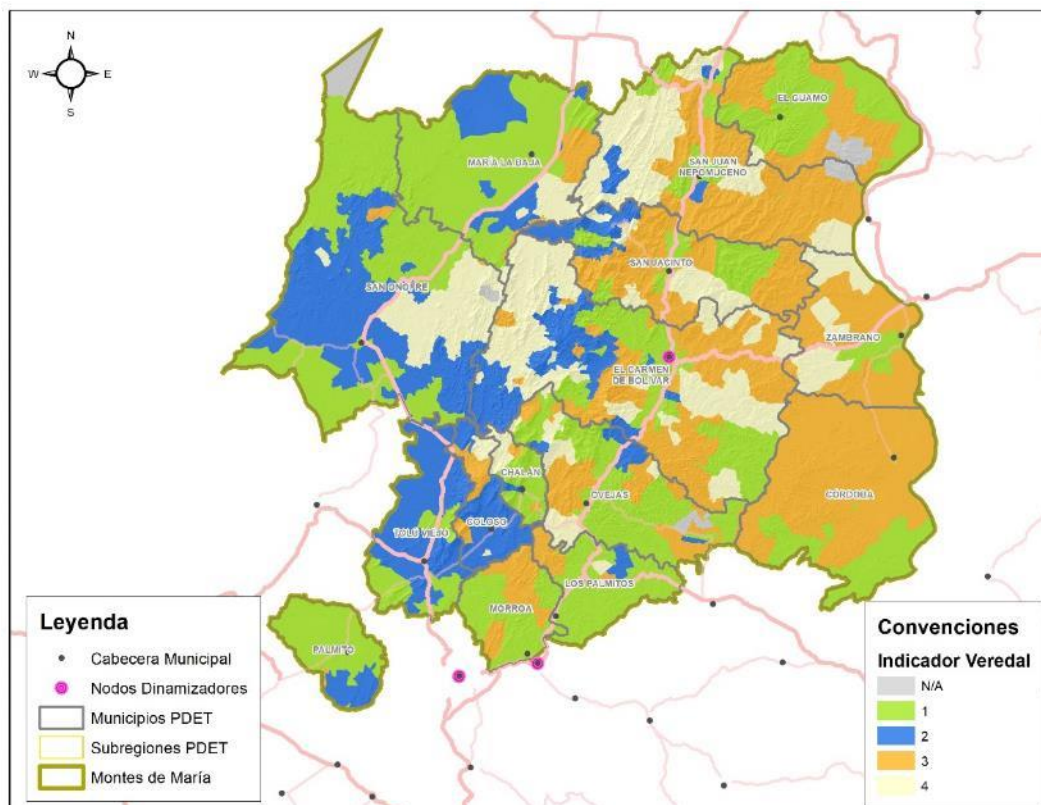 N
W E
S
EL GUAMO
MARÍA LA BAJA
SAN JUAN
NEPOMUCENO
SAN JACINTO
SAN ONOFRE
ZAMBRANO
EL CARMEN
DE BOLÍVAR
CHALÁN
OVEJAS
CÓRDOBA
COLOSO
TOLÚ VIEJO
LOS PALMITOS
MORROA
PALMITO
Leyenda
Cabecera Municipal
Nodos Dinamizadores
Municipios PDET
Subregiones PDET
Montes de María
Convenciones
Indicador Veredal
N/A
1
2
3
4